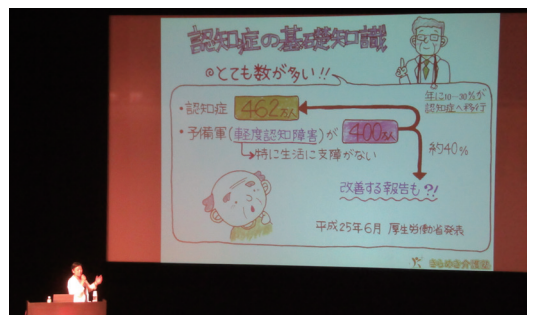 認知症の基礎知識
@とても数が多い!!
・認知症 462万人
年に10~30%が
認知症へ移行
・予備軍(軽度認知障害)が 400万人
特に生活に支障がない
約40%
改善する報告も?!
平成25年6月 厚生労働省発表